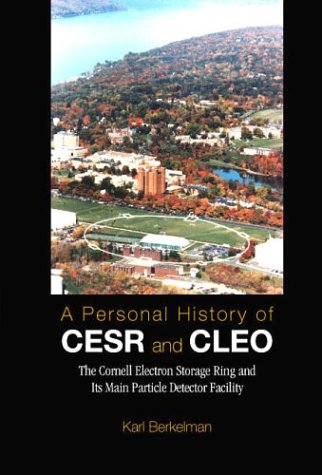 A Personal History of
CESR and CLEO
The Cornell Electron Storage Ring and
Its Main Particle Detector Facility
Karl Berkelman